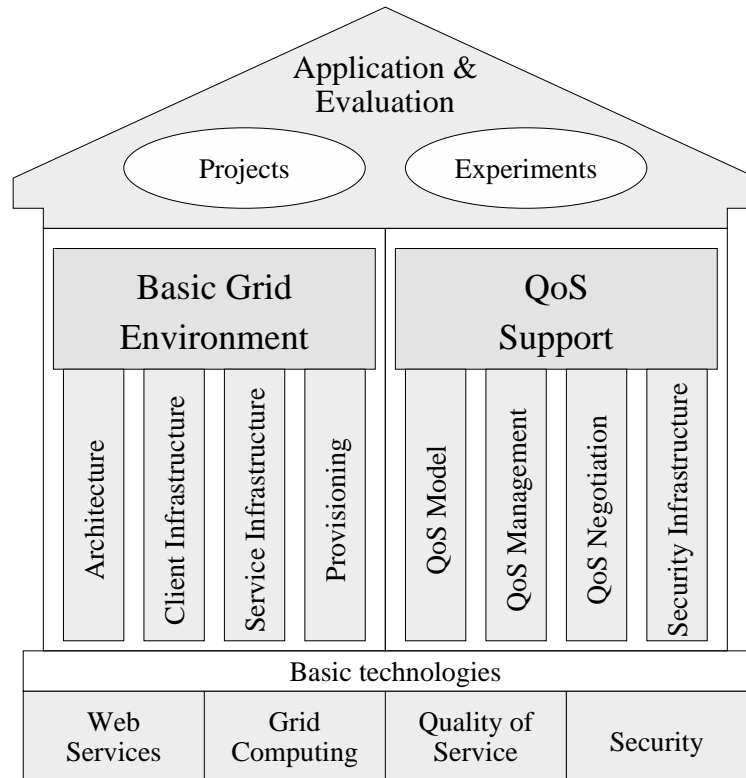 Application &
Evaluation
Projects
Experiments
Basic Grid
Environment
QoS
Support
Architecture
Client Infrastructure
Service Infrastructure
Provisioning
QoS Model
QoS Management
QoS Negotiation
Security Infrastructure
Basic technologies
Web
Services
Grid
Computing
Quality of
Service
Security